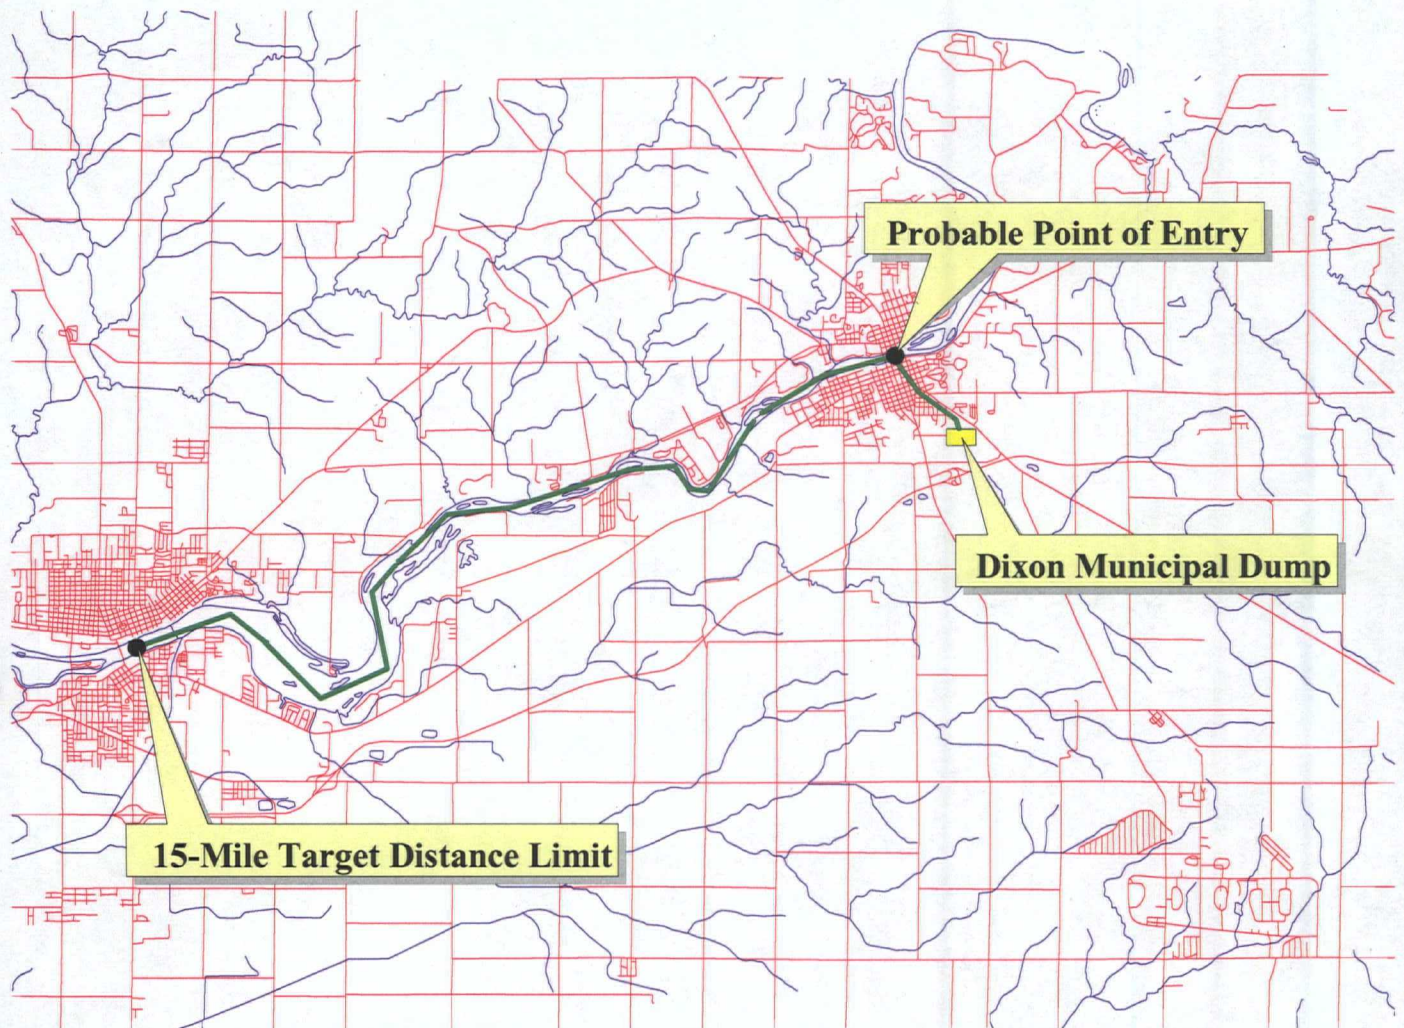 Probable Point of Entry
Dixon Municipal Dump
15-Mile Target Distance Limit